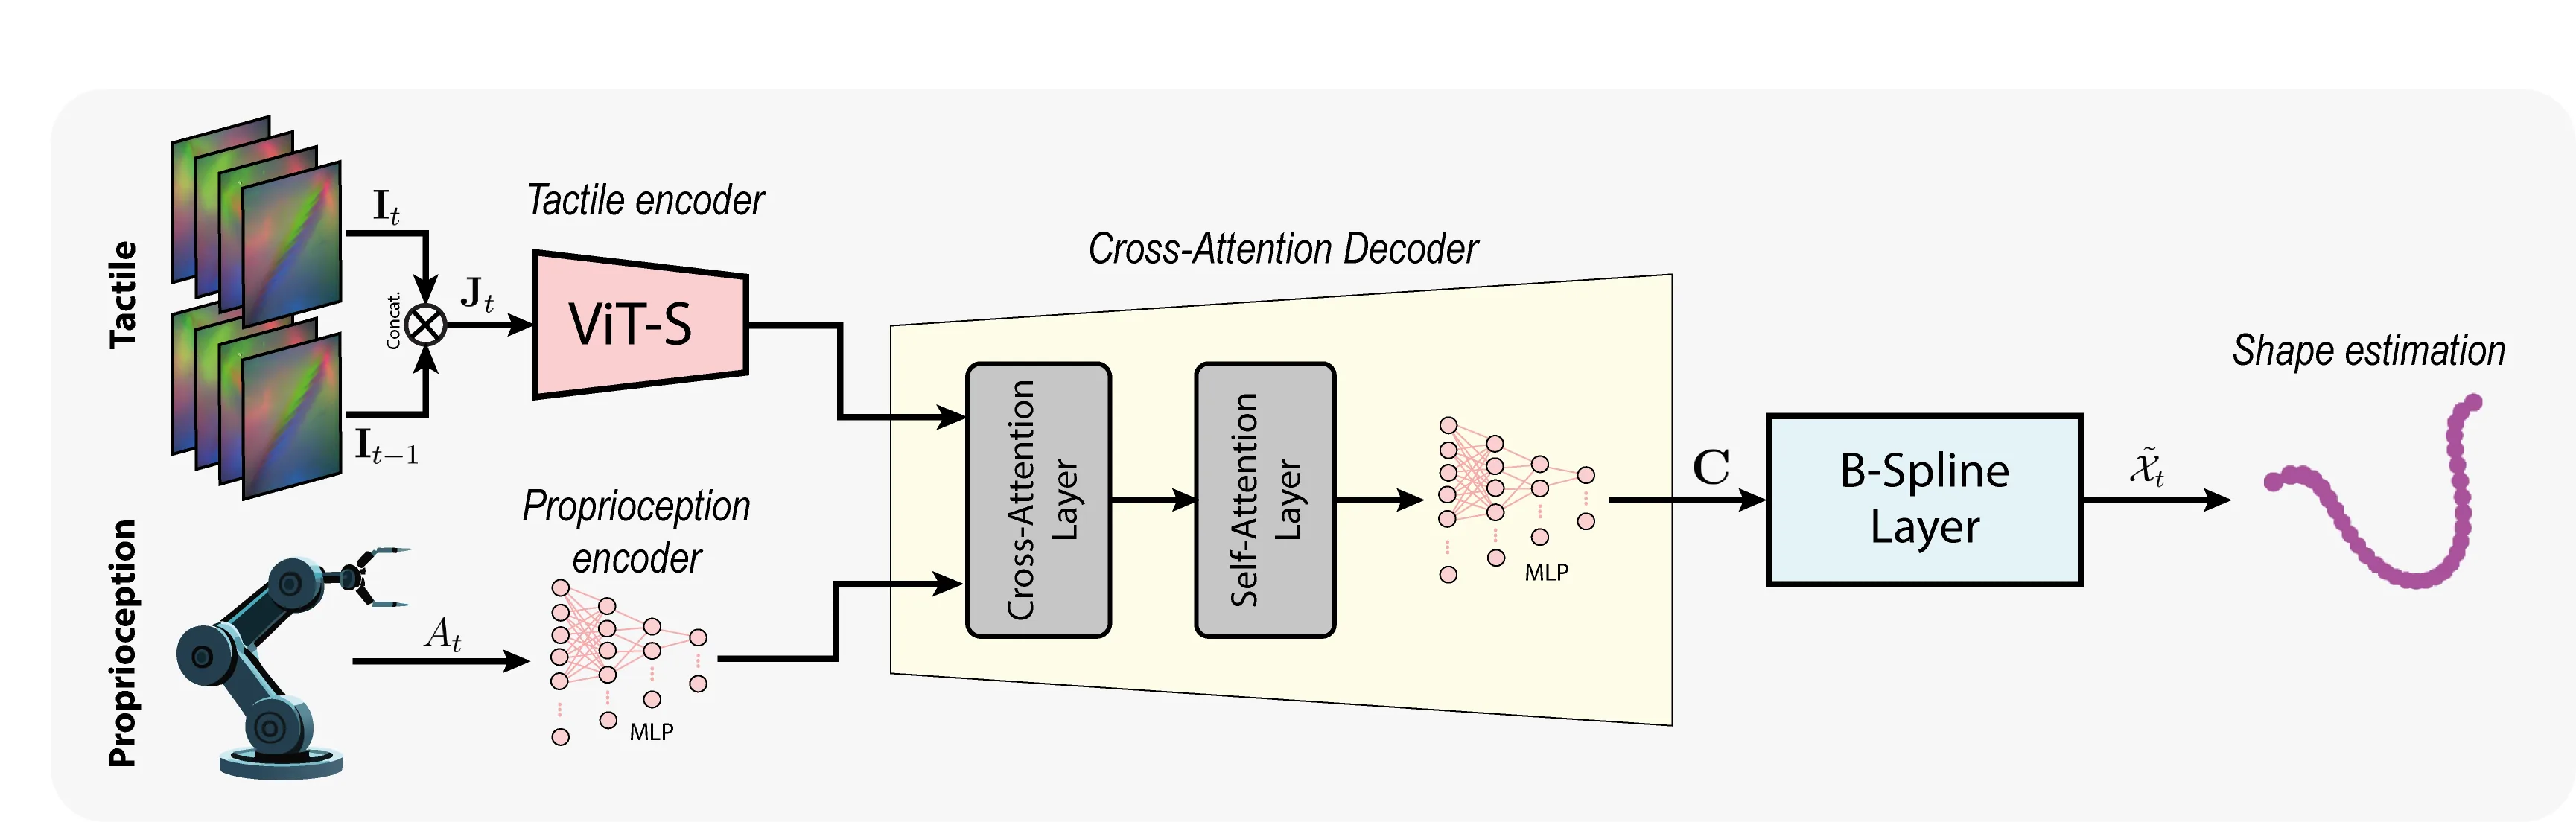 Tactile
I_t
I_{t−1}
Concat.
J_t
Tactile encoder
ViT-S
Proprioception
A_t
Proprioception
encoder
MLP
Cross-Attention Decoder
Cross-Attention
Layer
Self-Attention
Layer
MLP
C
B-Spline
Layer
𝒳̃_t
Shape estimation